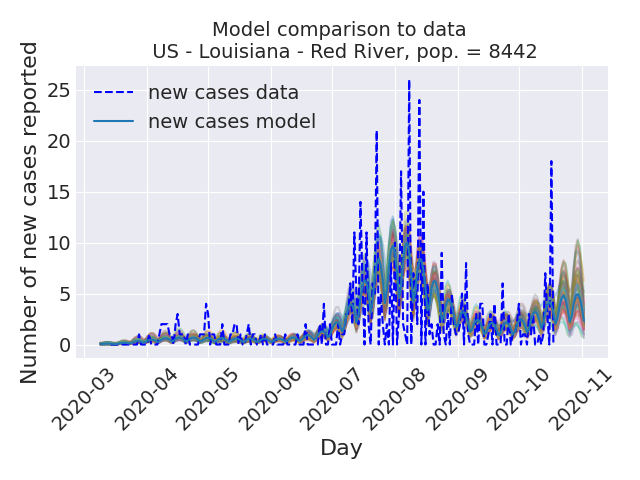 Model comparison to data
US - Louisiana - Red River, pop. = 8442
Number of new cases reported
25
20
15
10
5
0
new cases data
new cases model
2020-03
2020-04
2020-05
2020-06
2020-07
2020-08
2020-09
2020-10
2020-11
Day